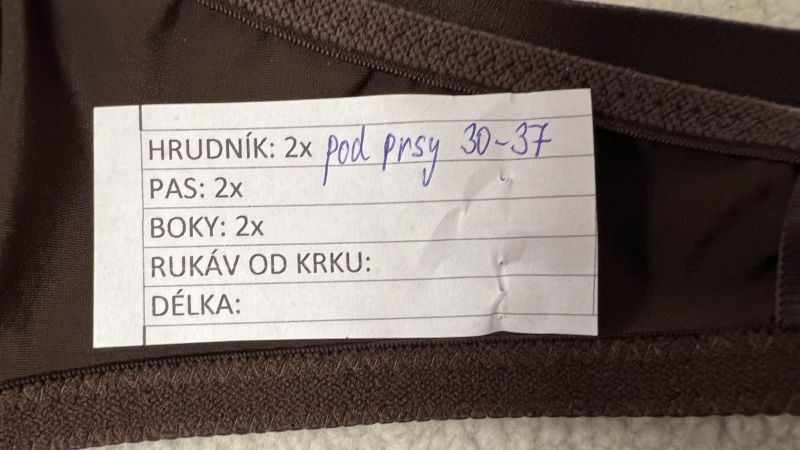 HRUDNÍK: 2x pod prsy 30-37
PAS: 2x
BOKY: 2x
RUKÁV OD KRKU:
DÉLKA: